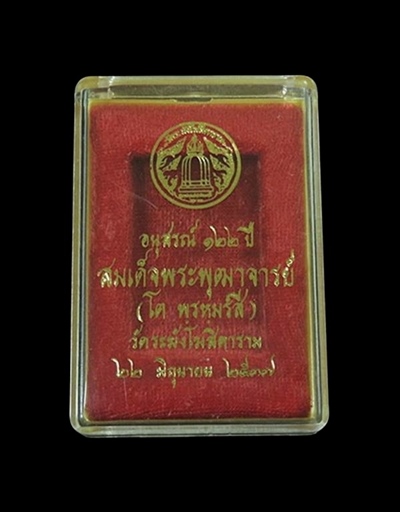 อนุสรณ์ ๑๒๒ ปี
สมเด็จพระพุฒาจารย์
(โต พรหมรังสี)
วัดระฆังโฆสิตาราม
๒๒ มิถุนายน ๒๕๓๗